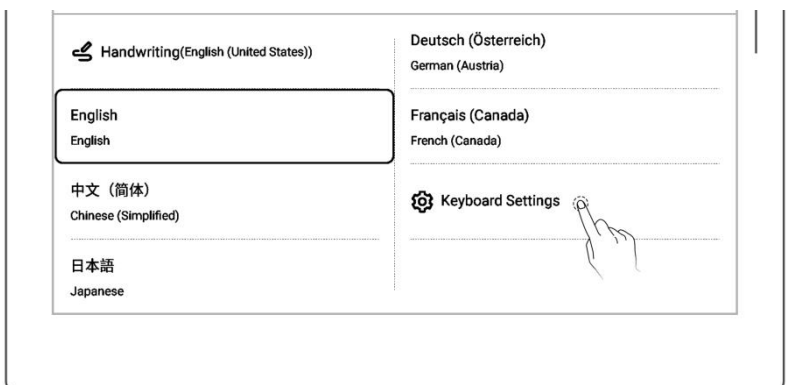 Handwriting(English (United States))
English
English
中文（简体）
Chinese (Simplified)
日本語
Japanese
Deutsch (Österreich)
German (Austria)
Français (Canada)
French (Canada)
Keyboard Settings